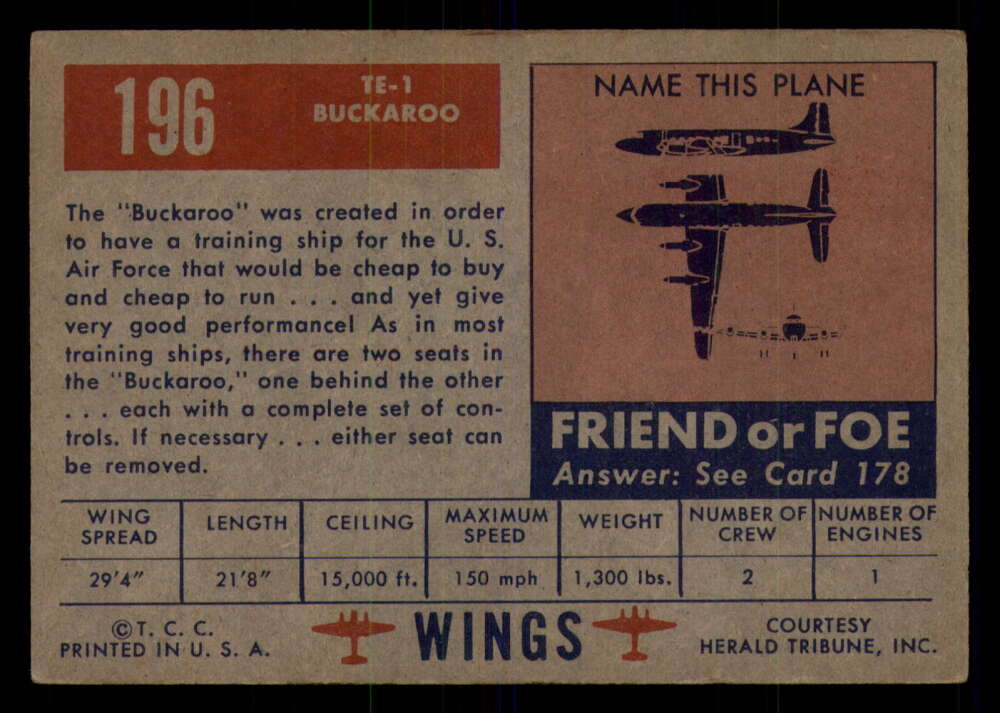 196
TE-1
BUCKAROO
The "Buckaroo" was created in order
to have a training ship for the U. S.
Air Force that would be cheap to buy
and cheap to run . . . and yet give
very good performance! As in most
training ships, there are two seats in
the "Buckaroo," one behind the other
. . . each with a complete set of con-
trols. If necessary . . . either seat can
be removed.
NAME THIS PLANE
FRIEND or FOE
Answer: See Card 178
WING SPREAD | LENGTH | CEILING | MAXIMUM SPEED | WEIGHT | NUMBER OF CREW | NUMBER OF ENGINES
29'4" | 21'8" | 15,000 ft. | 150 mph | 1,300 lbs. | 2 | 1
©T. C. C.
PRINTED IN U. S. A.
WINGS
COURTESY
HERALD TRIBUNE, INC.